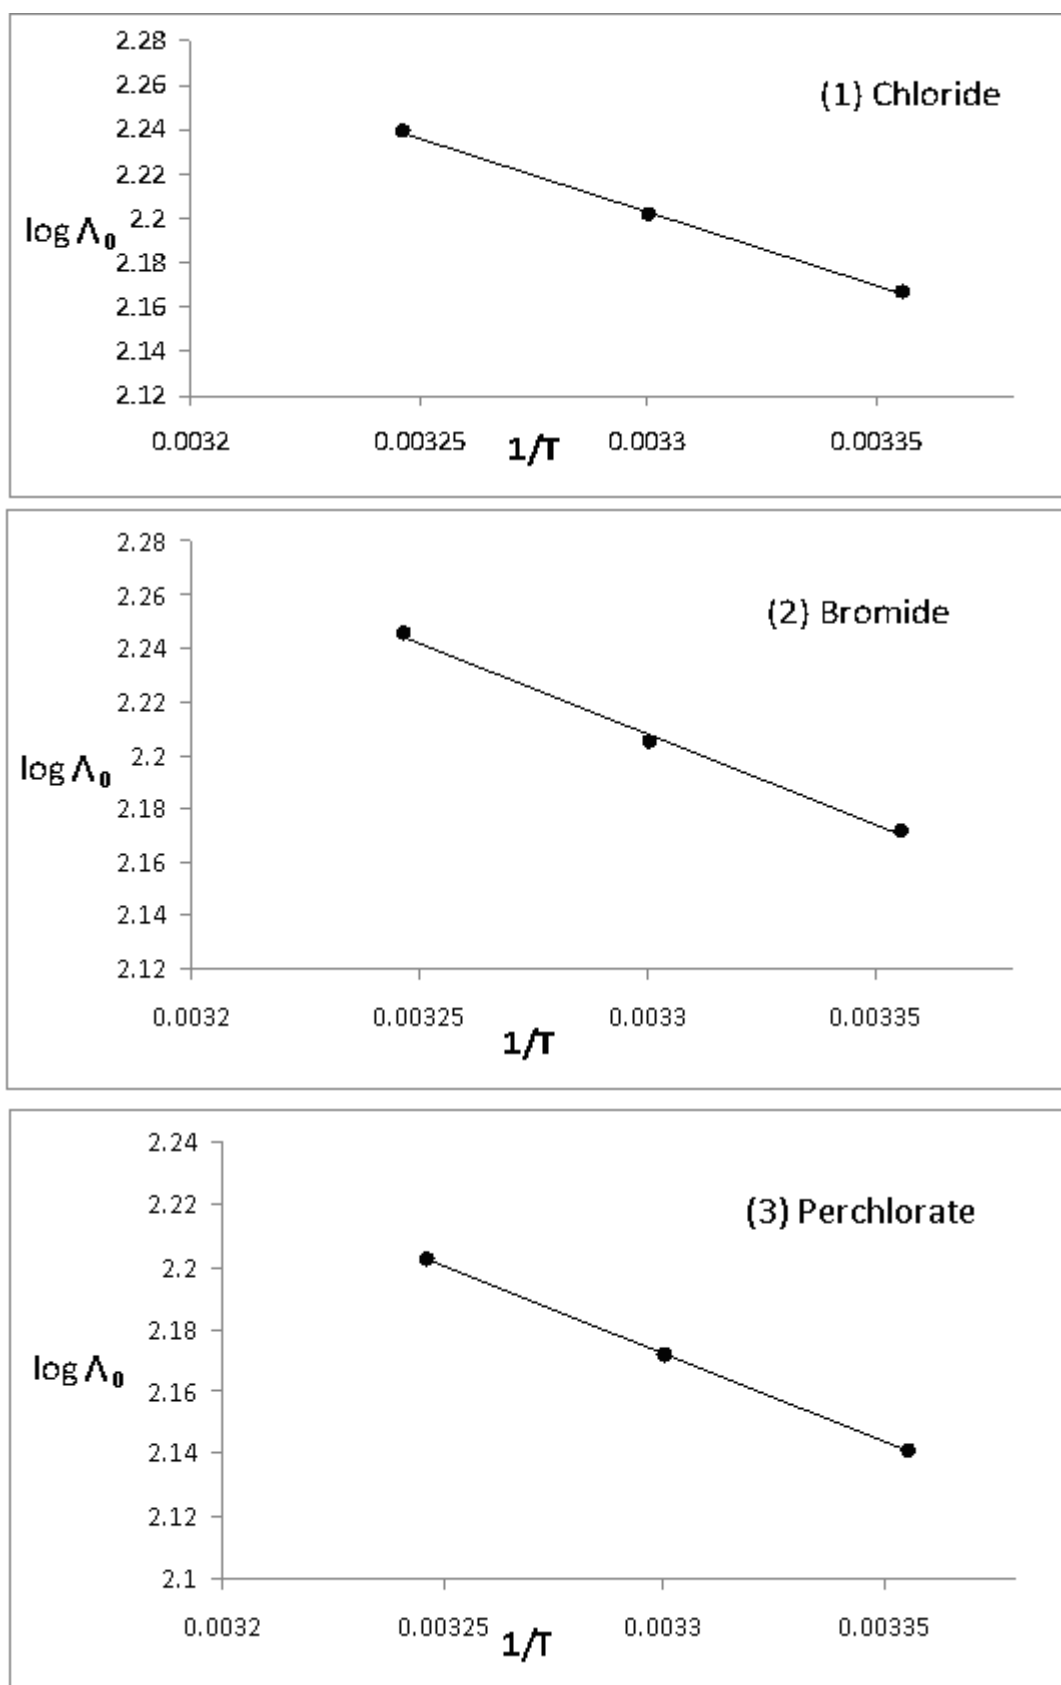 2.28
2.26
(1) Chloride
2.24
2.22
log Λ0 2.2
2.18
2.16
2.14
2.12
0.0032 0.00325 1/T 0.0033 0.00335
2.28
2.26
(2) Bromide
2.24
2.22
log Λ0 2.2
2.18
2.16
2.14
2.12
0.0032 0.00325 0.0033 0.00335
1/T
2.24
2.22
(3) Perchlorate
2.2
2.18
log Λ0
2.16
2.14
2.12
2.1
0.0032 0.00325 0.0033 0.00335
1/T